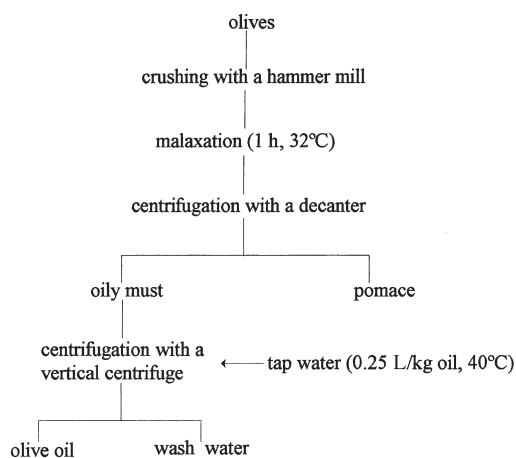 olives
crushing with a hammer mill
malaxation (1 h, 32ºC)
centrifugation with a decanter
oily must
pomace
centrifugation with a
vertical centrifuge
tap water (0.25 L/kg oil, 40ºC)
olive oil
wash water